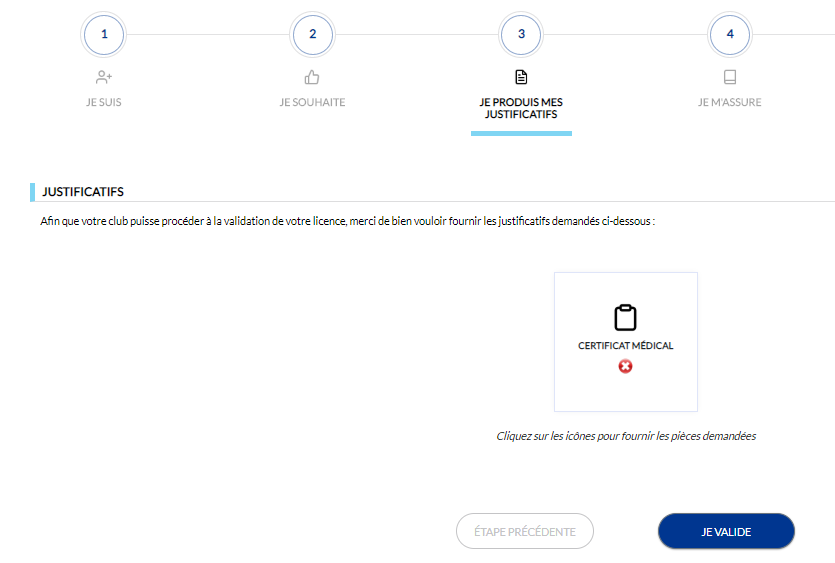 1
2
3
4
JE SUIS
JE SOUHAITE
JE PRODUIS MES
JUSTIFICATIFS
JE M'ASSURE
JUSTIFICATIFS
Afin que votre club puisse procéder à la validation de votre licence, merci de bien vouloir fournir les justificatifs demandés ci-dessous :
CERTIFICAT MÉDICAL
Cliquez sur les icônes pour fournir les pièces demandées
ÉTAPE PRÉCÉDENTE
JE VALIDE